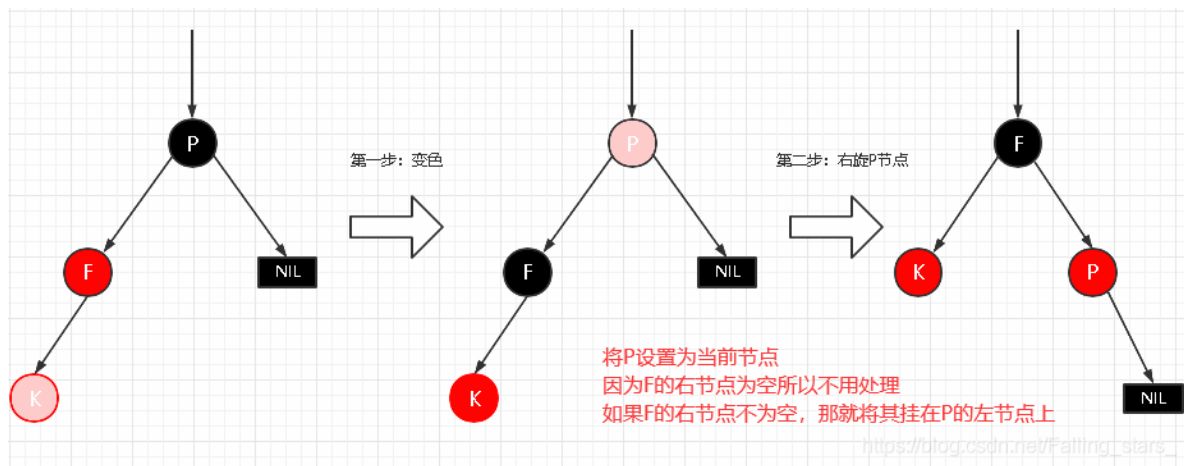 P
第一步：变色
P
第二步：右旋P节点
F
F
NIL
F
NIL
K
P
K
K
NIL
将P设置为当前节点
因为F的右节点为空所以不用处理
如果F的右节点不为空，那就将其挂在P的左节点上
https://blog.csdn.net/Falling_stars_